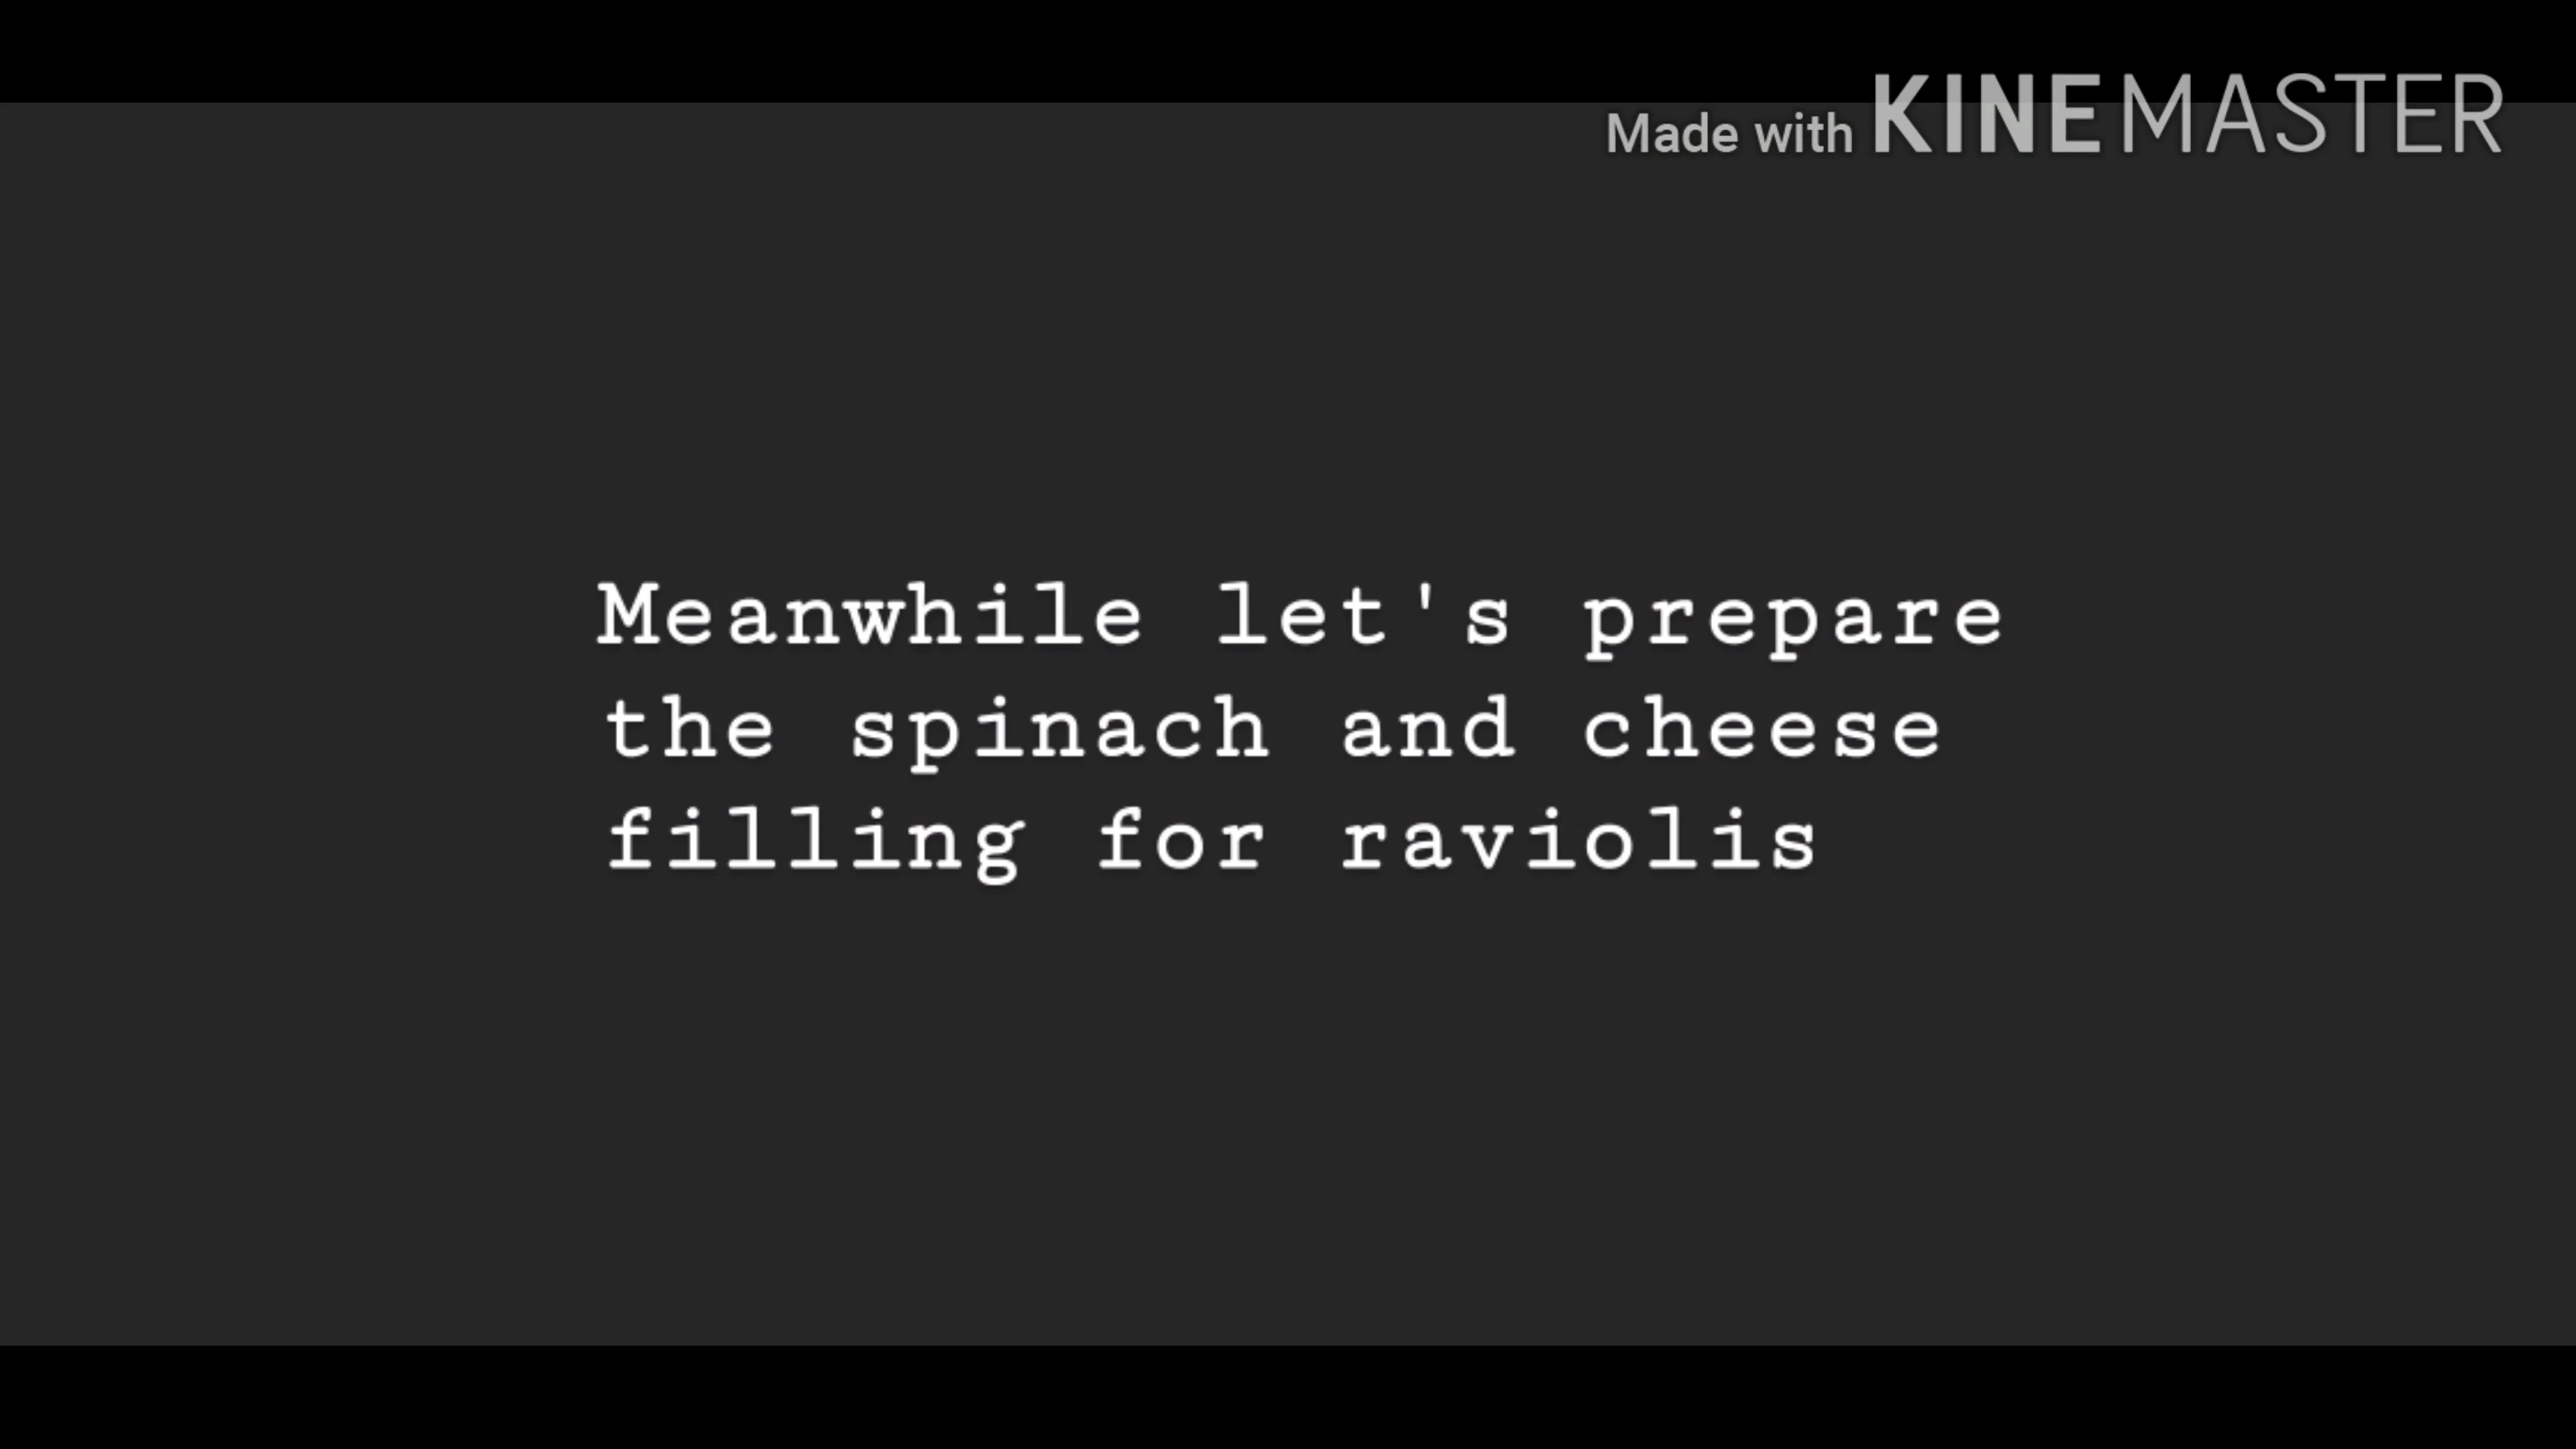 Made with KINEMASTER
Meanwhile let's prepare
the spinach and cheese
filling for raviolis